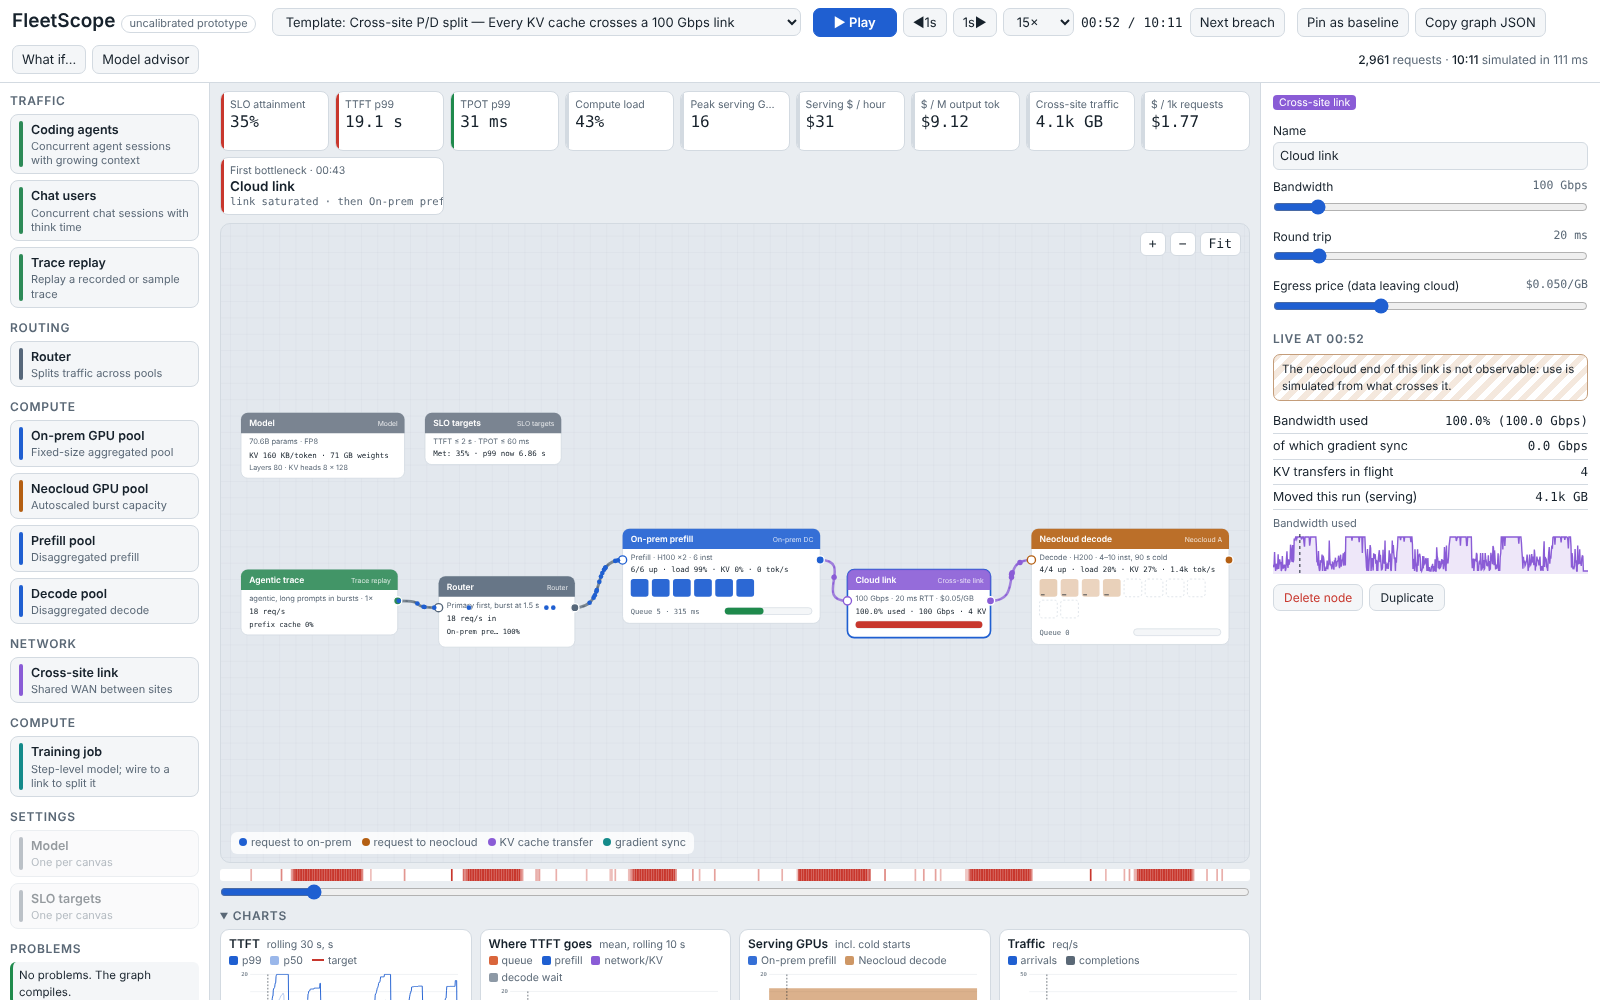 FleetScope
uncalibrated prototype
Template: Cross-site P/D split — Every KV cache crosses a 100 Gbps link
▶ Play
◀1s
1s▶
15×
00:52 / 10:11
Next breach
Pin as baseline
Copy graph JSON
What if...
Model advisor
2,961 requests · 10:11 simulated in 111 ms
TRAFFIC
Coding agents
Concurrent agent sessions
with growing context
Chat users
Concurrent chat sessions with
think time
Trace replay
Replay a recorded or sample
trace
ROUTING
Router
Splits traffic across pools
COMPUTE
On-prem GPU pool
Fixed-size aggregated pool
Neocloud GPU pool
Autoscaled burst capacity
Prefill pool
Disaggregated prefill
Decode pool
Disaggregated decode
NETWORK
Cross-site link
Shared WAN between sites
COMPUTE
Training job
Step-level model; wire to a
link to split it
SETTINGS
Model
One per canvas
SLO targets
One per canvas
PROBLEMS
No problems. The graph
compiles.
SLO attainment
35%
TTFT p99
19.1 s
TPOT p99
31 ms
Compute load
43%
Peak serving G...
16
Serving $ / hour
$31
$ / M output tok
$9.12
Cross-site traffic
4.1k GB
$ / 1k requests
$1.77
First bottleneck · 00:43
Cloud link
link saturated · then On-prem pref
+
−
Fit
Model
Model
70.6B params · FP8
KV 160 KB/token · 71 GB weights
Layers 80 · KV heads 8 × 128
SLO targets
SLO targets
TTFT ≤ 2 s · TPOT ≤ 60 ms
Met: 35% · p99 now 6.86 s
Agentic trace
Trace replay
agentic, long prompts in bursts · 1×
18 req/s
prefix cache 0%
Router
Router
Primary first, burst at 1.5 s
18 req/s in
On-prem pre… 100%
On-prem prefill
On-prem DC
Prefill · H100 ×2 · 6 inst
6/6 up · load 99% · KV 0% · 0 tok/s
Queue 5 · 315 ms
Cloud link
Cross-site link
100 Gbps · 20 ms RTT · $0.05/GB
100.0% used · 100 Gbps · 4 KV
Neocloud decode
Neocloud A
Decode · H200 · 4–10 inst, 90 s cold
4/4 up · load 20% · KV 27% · 1.4k tok/s
Queue 0
request to on-prem
request to neocloud
KV cache transfer
gradient sync
▼ CHARTS
TTFT rolling 30 s, s
p99
p50
target
20
Where TTFT goes mean, rolling 10 s
queue
prefill
network/KV
decode wait
20
Serving GPUs incl. cold starts
On-prem prefill
Neocloud decode
20
Traffic req/s
arrivals
completions
50
Cross-site link
Name
Cloud link
Bandwidth
100 Gbps
Round trip
20 ms
Egress price (data leaving cloud)
$0.050/GB
LIVE AT 00:52
The neocloud end of this link is not observable: use is
simulated from what crosses it.
Bandwidth used
100.0% (100.0 Gbps)
of which gradient sync
0.0 Gbps
KV transfers in flight
4
Moved this run (serving)
4.1k GB
Bandwidth used
Delete node
Duplicate